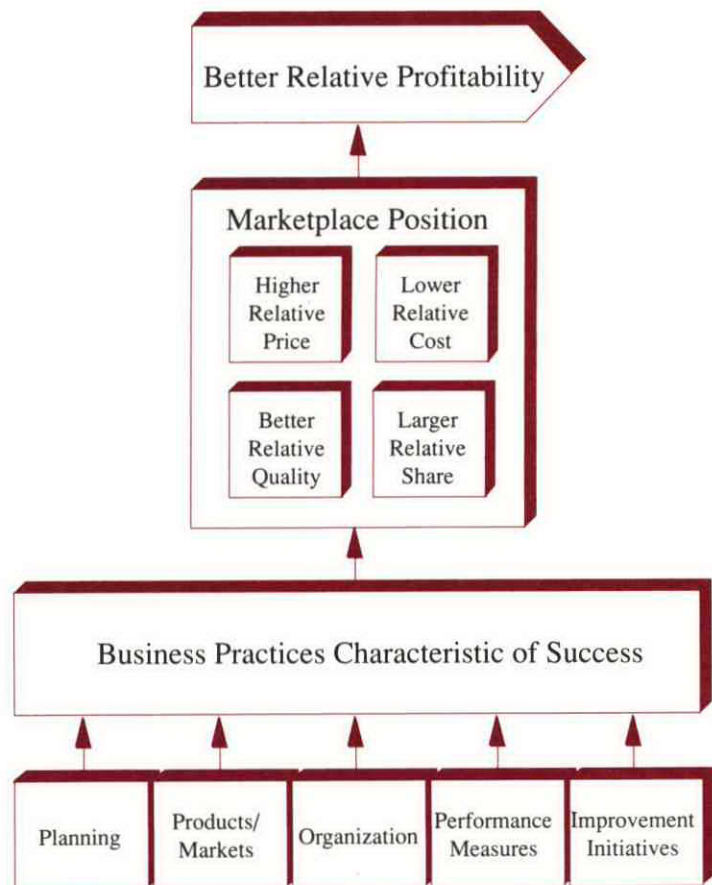 Better Relative Profitability
Marketplace Position
Higher
Relative
Price
Lower
Relative
Cost
Better
Relative
Quality
Larger
Relative
Share
Business Practices Characteristic of Success
Planning
Products/
Markets
Organization
Performance
Measures
Improvement
Initiatives